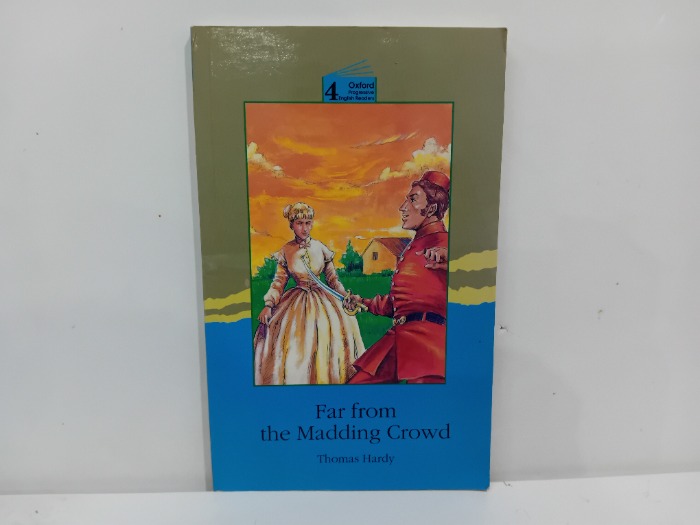 4
Oxford
Progressive
English Readers
Far from
the Madding Crowd
Thomas Hardy